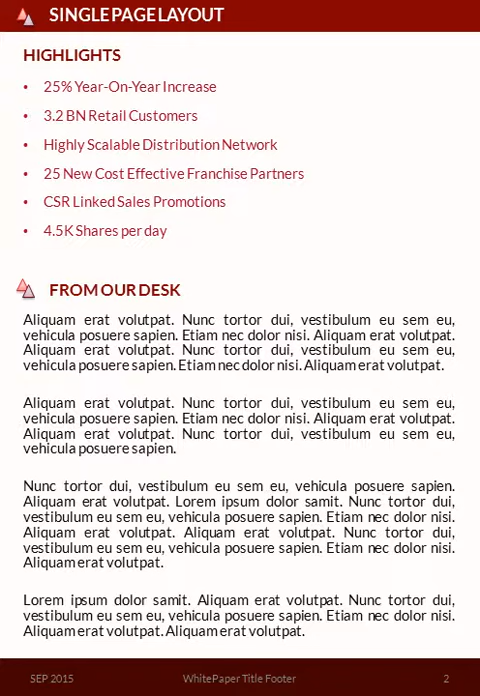 SINGLE PAGE LAYOUT
HIGHLIGHTS
• 25% Year-On-Year Increase
• 3.2 BN Retail Customers
• Highly Scalable Distribution Network
• 25 New Cost Effective Franchise Partners
• CSR Linked Sales Promotions
• 4.5K Shares per day
FROM OUR DESK
Aliquam erat volutpat. Nunc tortor dui, vestibulum eu sem eu,
vehicula posuere sapien. Etiam nec dolor nisi. Aliquam erat volutpat.
Aliquam erat volutpat. Nunc tortor dui, vestibulum eu sem eu,
vehicula posuere sapien. Etiam nec dolor nisi. Aliquam erat volutpat.
Aliquam erat volutpat. Nunc tortor dui, vestibulum eu sem eu,
vehicula posuere sapien. Etiam nec dolor nisi. Aliquam erat volutpat.
Aliquam erat volutpat. Nunc tortor dui, vestibulum eu sem eu,
vehicula posuere sapien.
Nunc tortor dui, vestibulum eu sem eu, vehicula posuere sapien.
Aliquam erat volutpat. Lorem ipsum dolor samit. Nunc tortor dui,
vestibulum eu sem eu, vehicula posuere sapien. Etiam nec dolor nisi.
Aliquam erat volutpat. Aliquam erat volutpat. Nunc tortor dui,
vestibulum eu sem eu, vehicula posuere sapien. Etiam nec dolor nisi.
Aliquam erat volutpat.
Lorem ipsum dolor samit. Aliquam erat volutpat. Nunc tortor dui,
vestibulum eu sem eu, vehicula posuere sapien. Etiam nec dolor nisi.
Aliquam erat volutpat. Aliquam erat volutpat.
SEP 2015 WhitePaper Title Footer 2